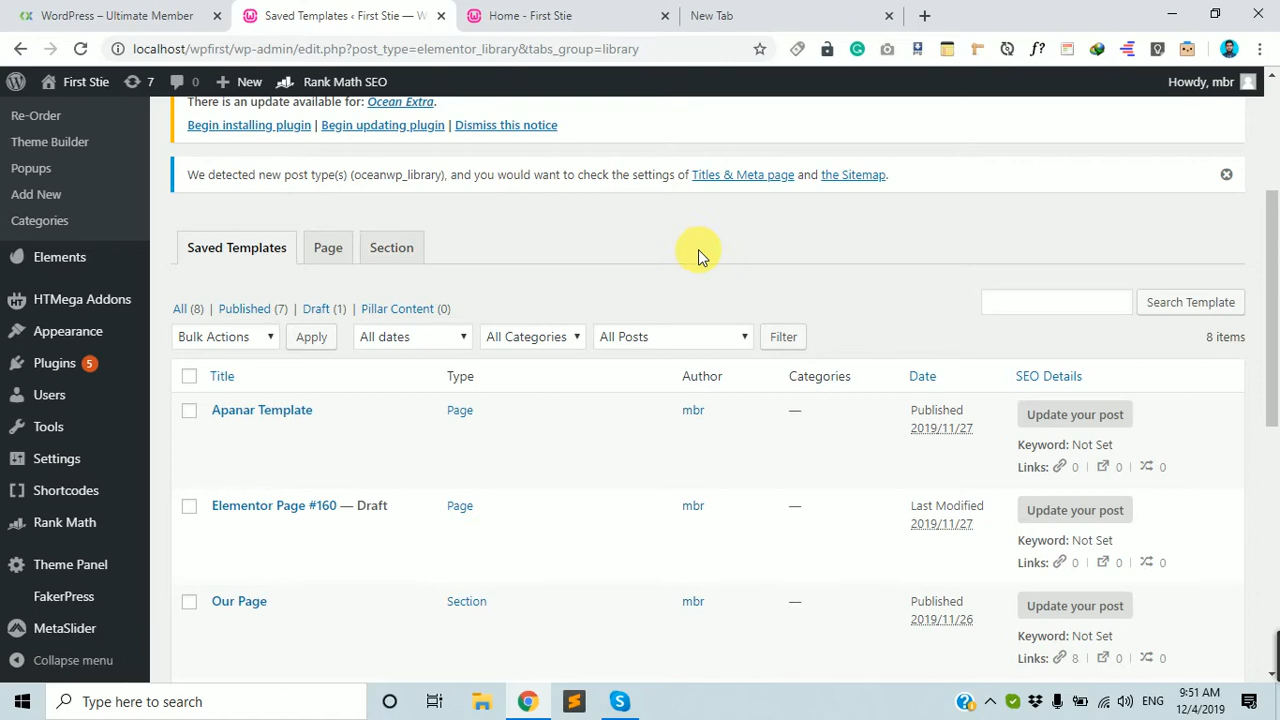 WordPress – Ultimate Member
Saved Templates ‹ First Stie — W
Home - First Stie
New Tab
localhost/wpfirst/wp-admin/edit.php?post_type=elementor_library&tabs_group=library
First Stie 7 0 New Rank Math SEO Howdy, mbr
Re-Order
Theme Builder
Popups
Add New
Categories
Elements
HTMega Addons
Appearance
Plugins 5
Users
Tools
Settings
Shortcodes
Rank Math
Theme Panel
FakerPress
MetaSlider
Collapse menu
There is an update available for: Ocean Extra.
Begin installing plugin | Begin updating plugin | Dismiss this notice
We detected new post type(s) (oceanwp_library), and you would want to check the settings of Titles & Meta page and the Sitemap.
Saved Templates Page Section
All (8) | Published (7) | Draft (1) | Pillar Content (0)
Search Template
Bulk Actions Apply All dates All Categories All Posts Filter 8 items
Title Type Author Categories Date SEO Details
Apanar Template Page mbr — Published 2019/11/27 Update your post
Keyword: Not Set
Links: 0 | 0 | 0
Elementor Page #160 — Draft Page mbr — Last Modified 2019/11/27 Update your post
Keyword: Not Set
Links: 0 | 0 | 0
Our Page Section mbr — Published 2019/11/26 Update your post
Keyword: Not Set
Links: 8 | 0 | 0
Type here to search
ENG
9:51 AM
12/4/2019